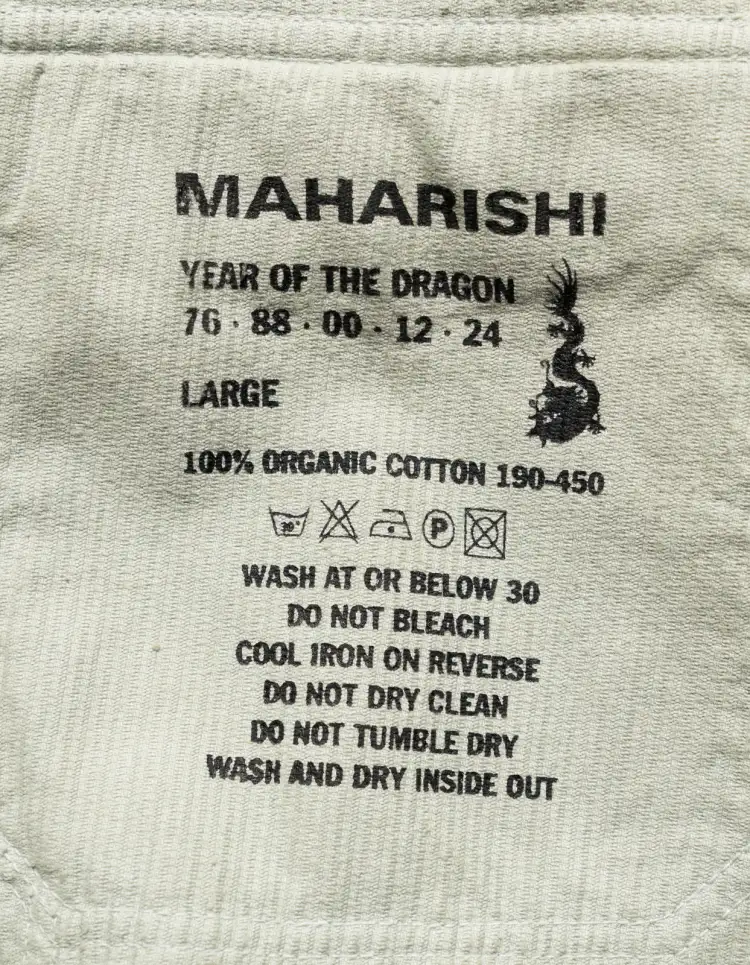 MAHARISHI
YEAR OF THE DRAGON
76 · 88 · 00 · 12 · 24
LARGE
100% ORGANIC COTTON 190-450
30° P
WASH AT OR BELOW 30
DO NOT BLEACH
COOL IRON ON REVERSE
DO NOT DRY CLEAN
DO NOT TUMBLE DRY
WASH AND DRY INSIDE OUT